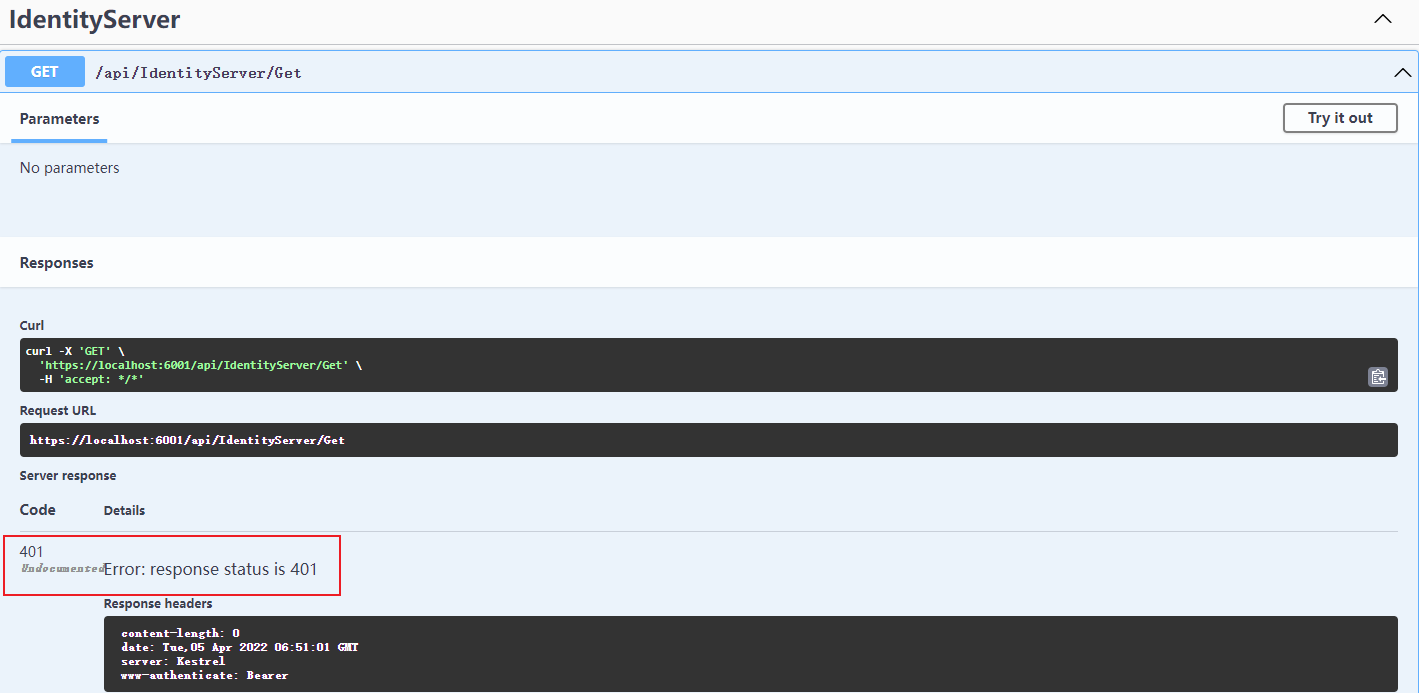 IdentityServer
GET /api/IdentityServer/Get
Parameters
Try it out
No parameters
Responses
Curl
curl -X 'GET' \
'https://localhost:6001/api/IdentityServer/Get' \
-H 'accept: */*'
Request URL
https://localhost:6001/api/IdentityServer/Get
Server response
Code Details
401
Undocumented Error: response status is 401
Response headers
content-length: 0
date: Tue,05 Apr 2022 06:51:01 GMT
server: Kestrel
www-authenticate: Bearer